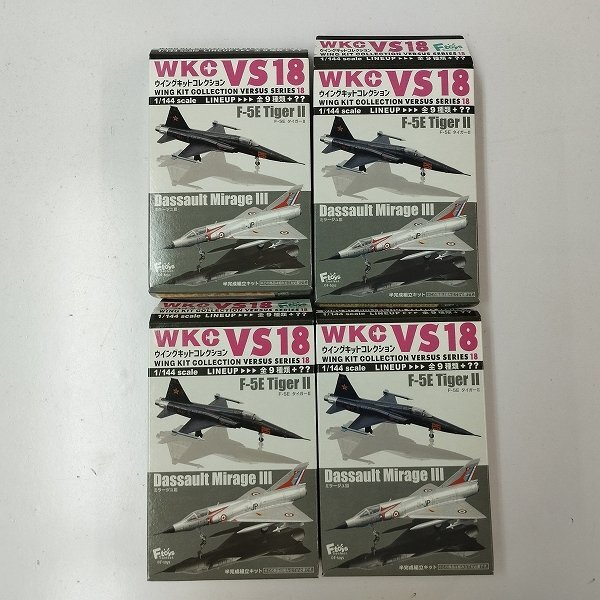 WKC VS18
ウイングキットコレクション
WING KIT COLLECTION VERSUS SERIES 18
1/144 scale LINEUP ▸▸▸ 全9種類+??
F-5E Tiger II
F-5E タイガーII
Dassault Mirage III
ミラージュIII
F-toys
半完成組立キット
VS18
F-toys
WKC VS18
ウイングキットコレクション
WING KIT COLLECTION VERSUS SERIES 18
1/144 scale LINEUP ▸▸▸ 全9種類+??
F-5E Tiger II
F-5E タイガーII
Dassault Mirage III
ミラージュIII
F-toys
半完成組立キット
WKC VS18
ウイングキットコレクション
WING KIT COLLECTION VERSUS SERIES 18
1/144 scale LINEUP ▸▸▸ 全9種類+??
F-5E Tiger II
F-5E タイガーII
Dassault Mirage III
ミラージュIII
F-toys
半完成組立キット
WKC VS18
ウイングキットコレクション
WING KIT COLLECTION VERSUS SERIES 18
1/144 scale LINEUP ▸▸▸ 全9種類+??
F-5E Tiger II
F-5E タイガーII
Dassault Mirage III
ミラージュIII
F-toys
半完成組立キット